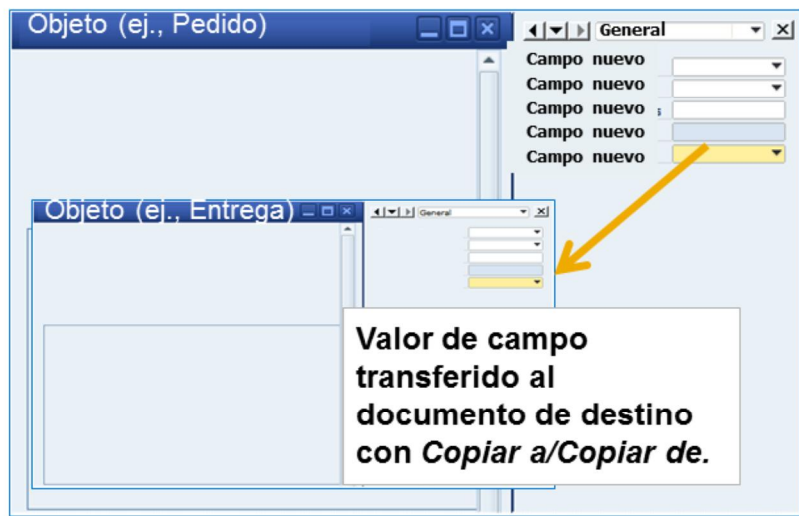 Objeto (ej., Pedido)
General
Campo nuevo
Campo nuevo
Campo nuevo
s
Campo nuevo
Campo nuevo
Objeto (ej., Entrega)
General
Valor de campo
transferido al
documento de destino
con Copiar a/Copiar de.